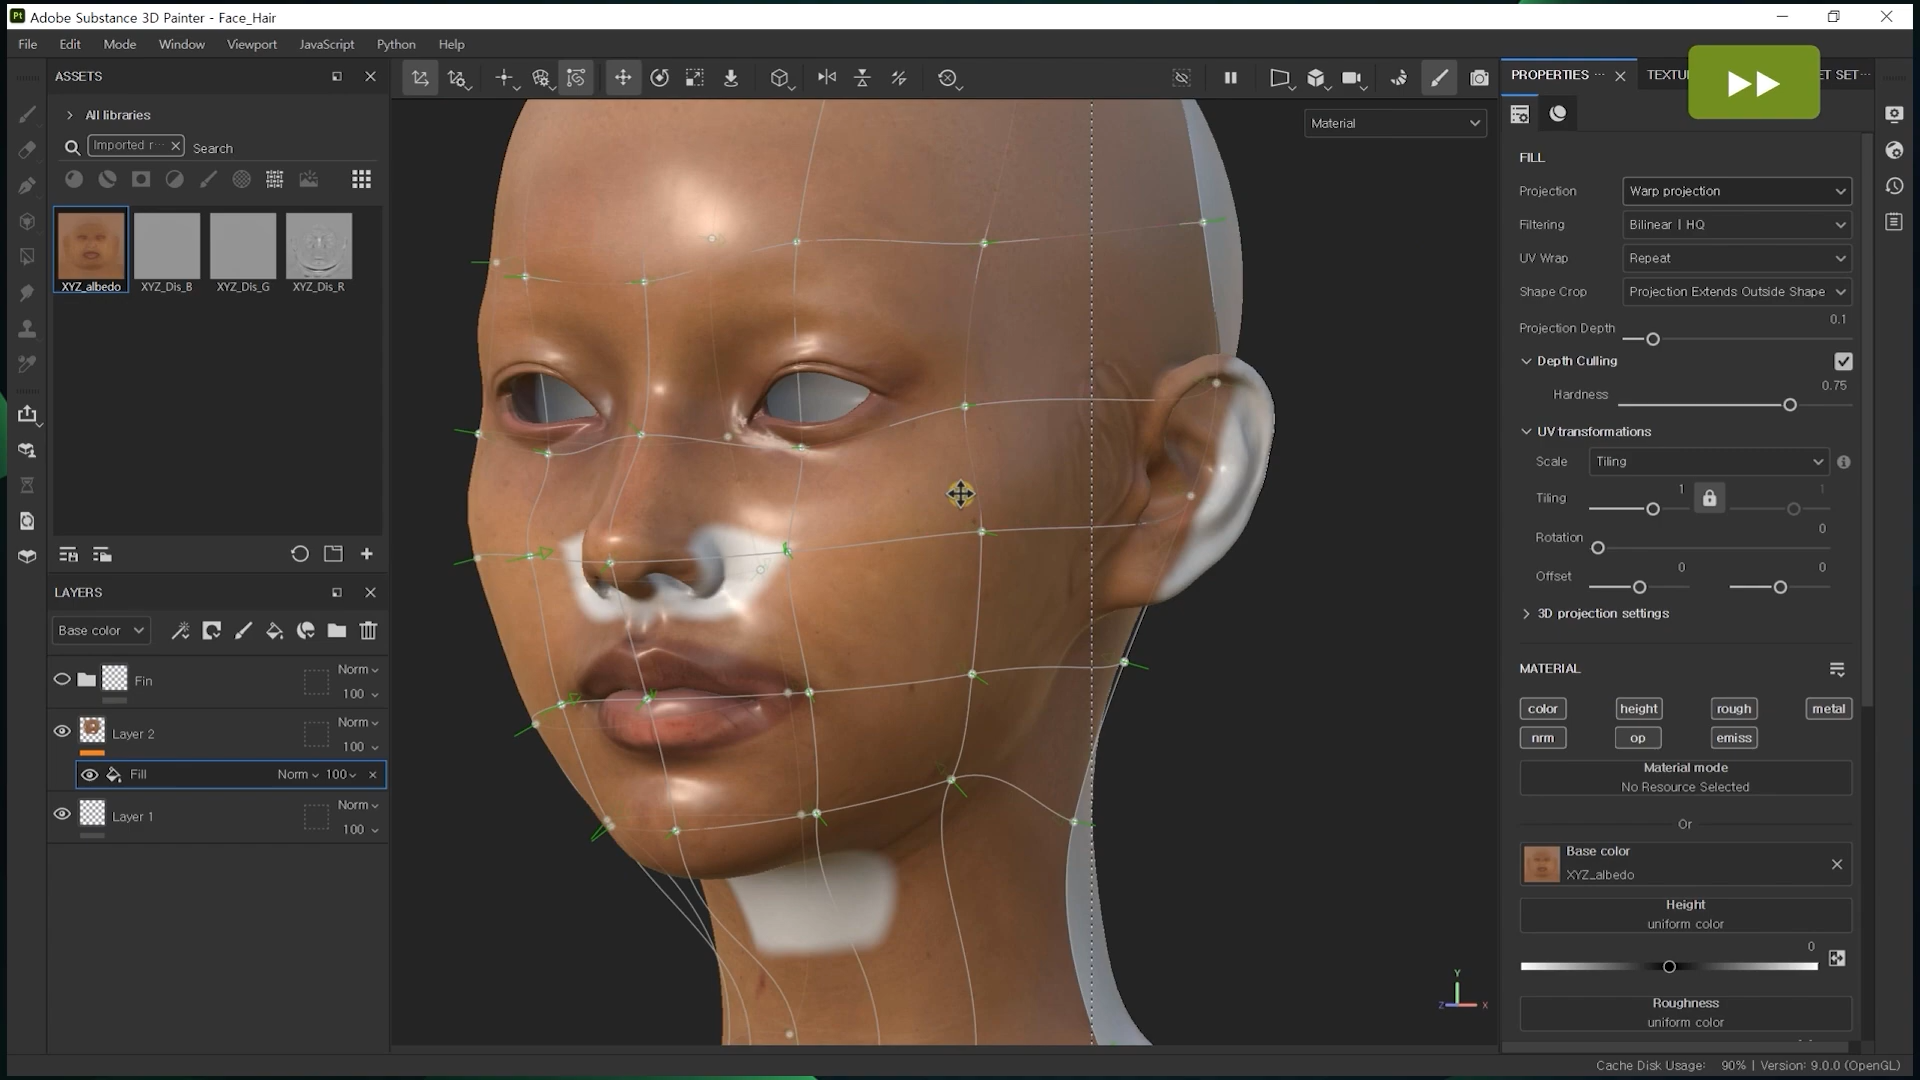 Pt Adobe Substance 3D Painter - Face_Hair
File Edit Mode Window Viewport JavaScript Python Help
ASSETS
All libraries
Imported r··· Search
XYZ_albedo XYZ_Dis_B XYZ_Dis_G XYZ_Dis_R
LAYERS
Base color
Fin Norm
100
Layer 2 Norm
100
Fill Norm 100
Layer 1 Norm
100
Material
Y
Z X
PROPERTIES ··· TEXTU ET SET···
FILL
Projection Warp projection
Filtering Bilinear | HQ
UV Wrap Repeat
Shape Crop Projection Extends Outside Shape
Projection Depth 0.1
Depth Culling
Hardness 0.75
UV transformations
Scale Tiling
Tiling 1 1
Rotation 0
Offset 0 0
3D projection settings
MATERIAL
color height rough metal
nrm op emiss
Material mode
No Resource Selected
Or
Base color
XYZ_albedo
Height
uniform color
0
Roughness
uniform color
Cache Disk Usage: 90% | Version: 9.0.0 (OpenGL)